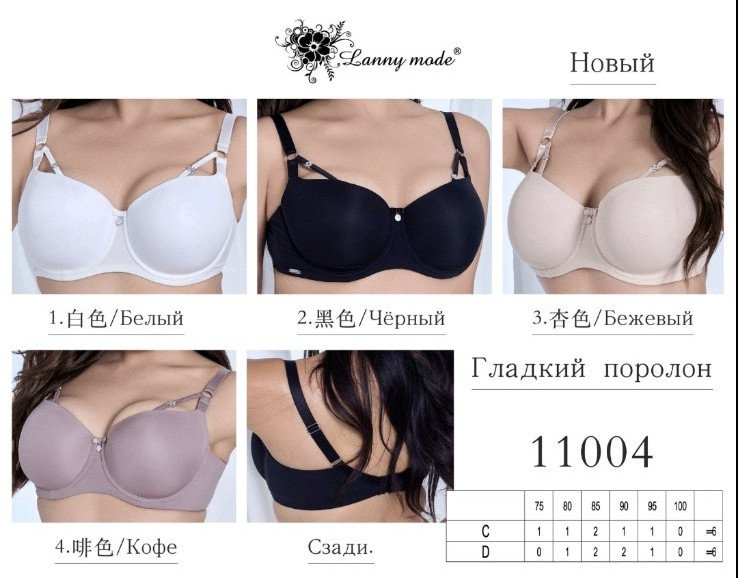 Lanny mode®
Новый
1.白色/Белый
2.黑色/Чёрный
3.杏色/Бежевый
Гладкий поролон
11004
4.啡色/Кофе
Сзади.
75 80 85 90 95 100
C 1 1 2 1 1 0 =6
D 0 1 2 2 1 0 =6